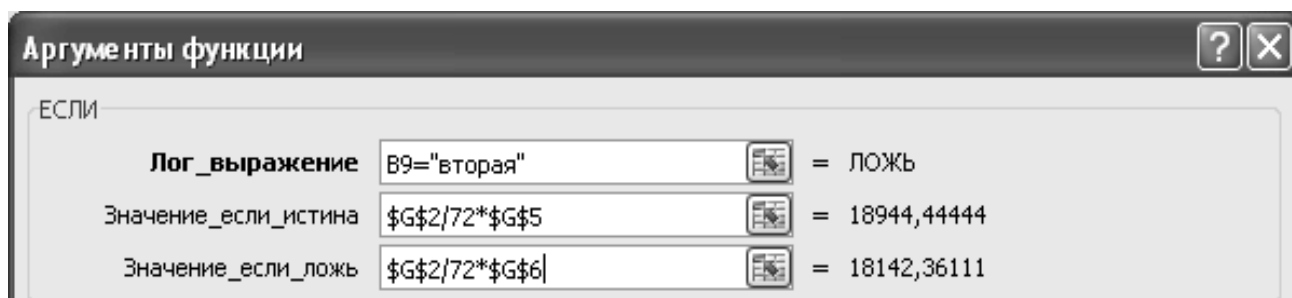 Аргументы функции
ЕСЛИ
Лог_выражение B9="вторая" = ЛОЖЬ
Значение_если_истина $G$2/72*$G$5 = 18944,44444
Значение_если_ложь $G$2/72*$G$6 = 18142,36111